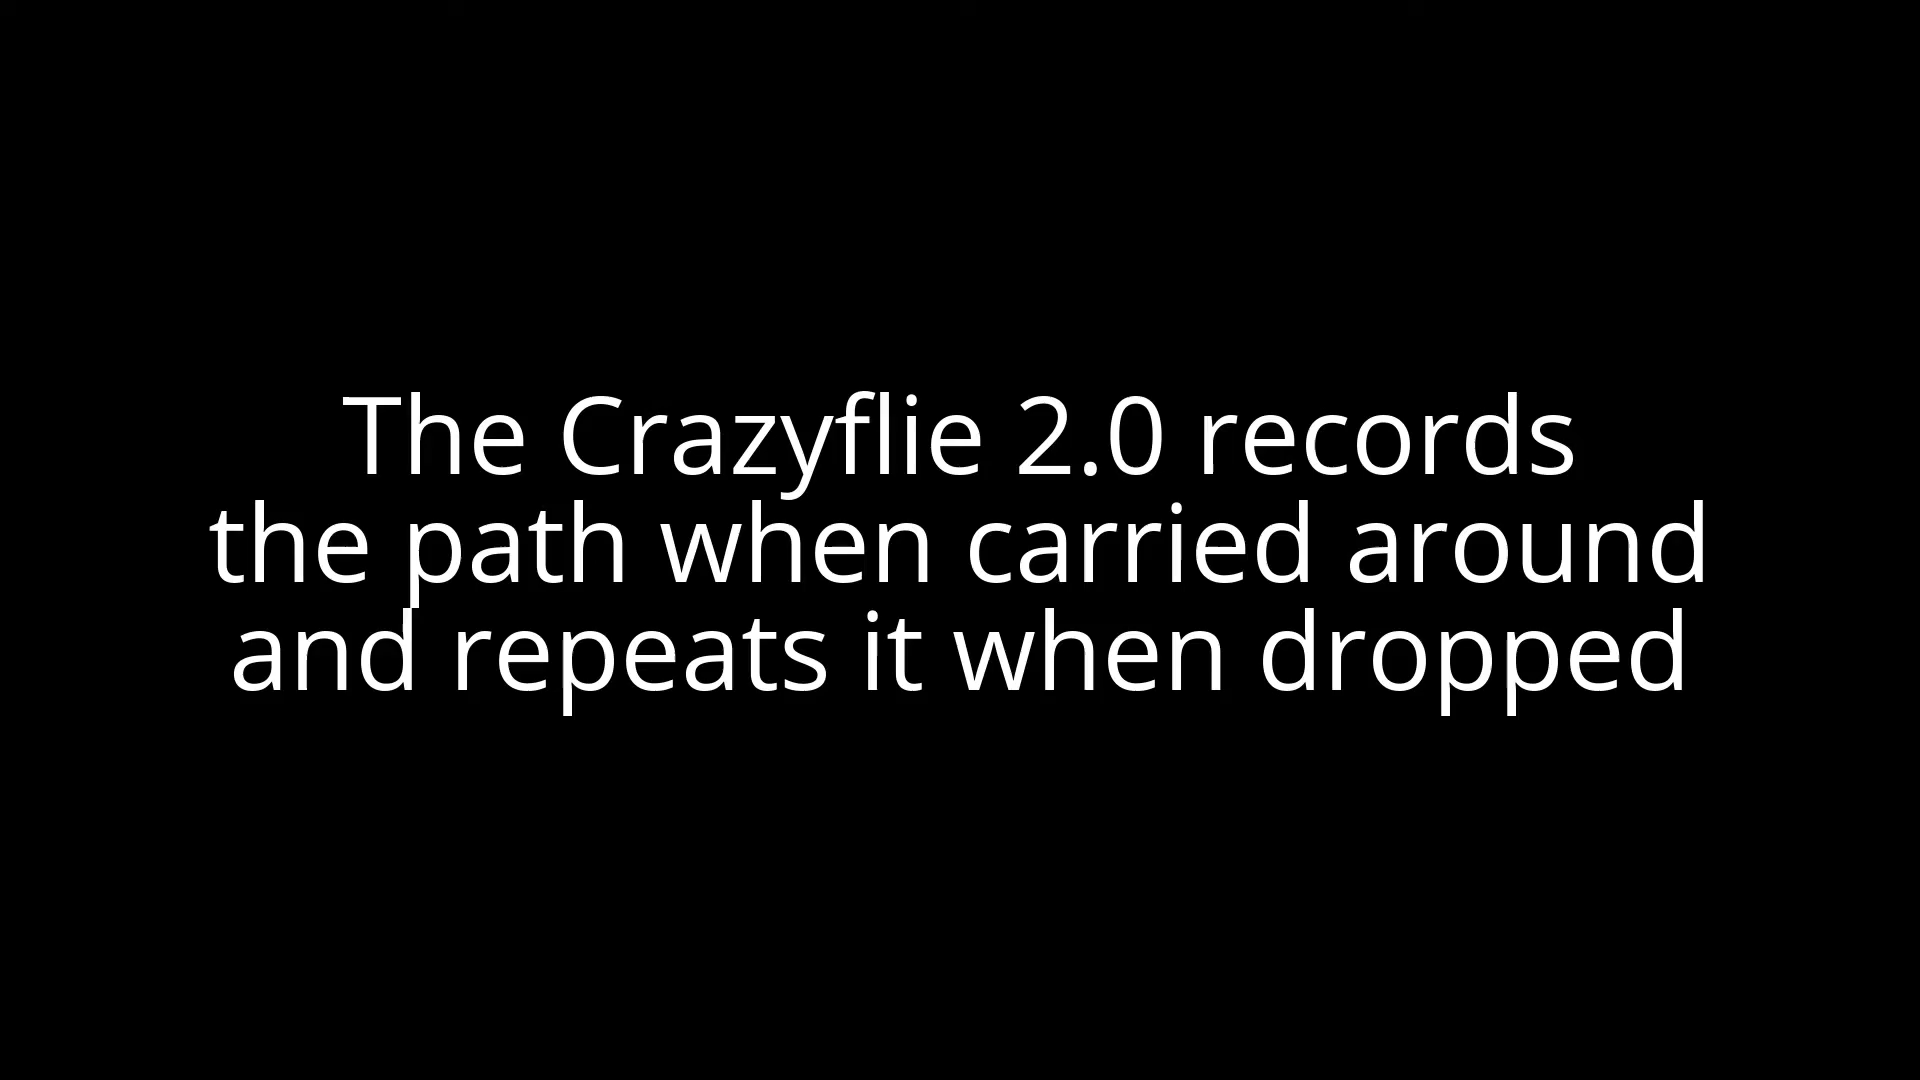 The Crazyflie 2.0 records
the path when carried around
and repeats it when dropped